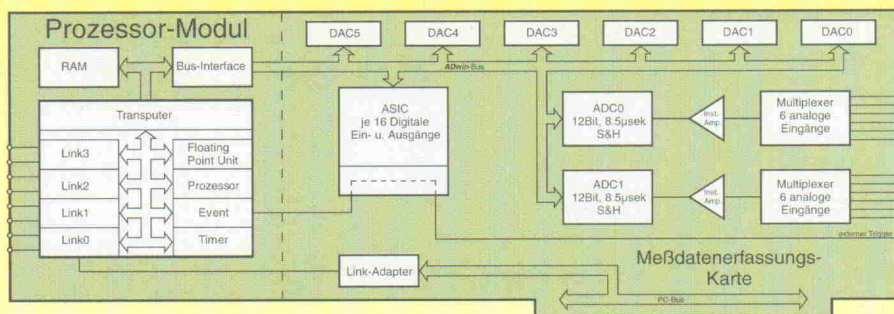 Prozessor-Modul
RAM
Bus-Interface
Transputer
Link3
Link2
Link1
Link0
Floating
Point Unit
Prozessor
Event
Timer
DAC5
DAC4
DAC3
DAC2
DAC1
DAC0
ADwin-Bus
ASIC
je 16 Digitale
Ein- u. Ausgänge
ADC0
12Bit, 8.5µsek
S&H
Inst.
Amp.
Multiplexer
6 analoge
Eingänge
ADC1
12Bit, 8,5µsek
S&H
Inst.
Amp.
Multiplexer
6 analoge
Eingänge
externer Trigger
Link-Adapter
Meßdatenerfassungs-
Karte
PC-Bus